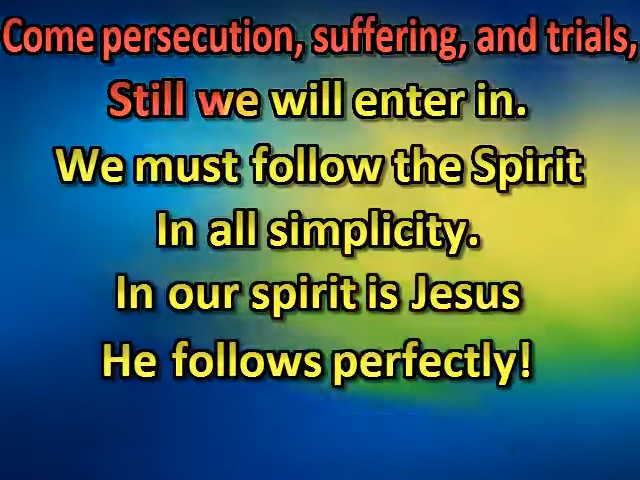 Come persecution, suffering, and trials,
Still we will enter in.
We must follow the Spirit
In all simplicity.
In our spirit is Jesus
He follows perfectly!